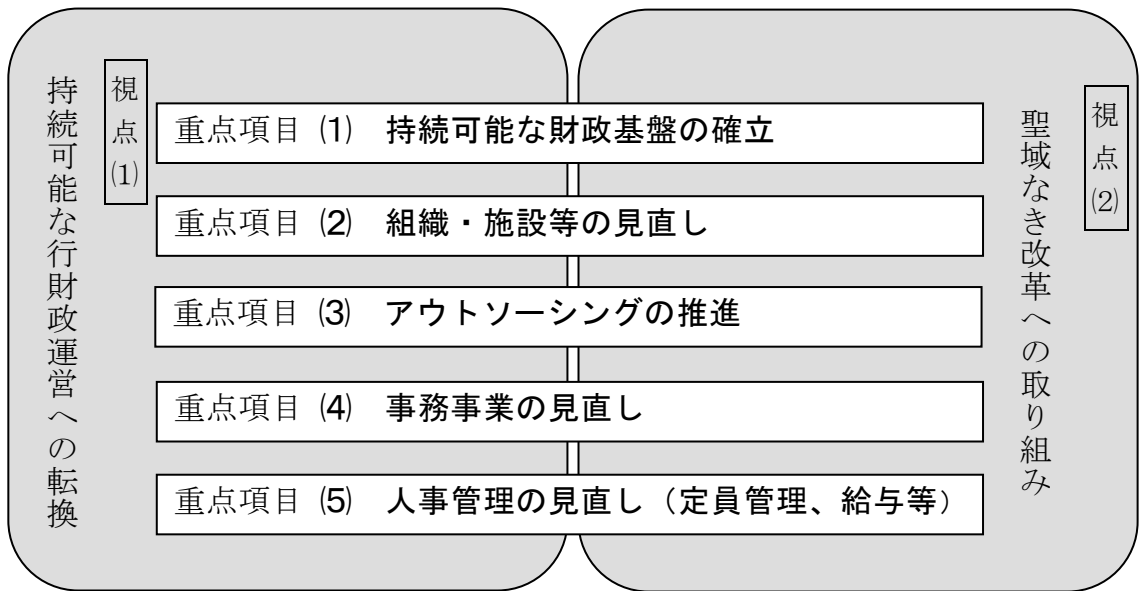 視点⑴
持続可能な行財政運営への転換
重点項目 ⑴ 持続可能な財政基盤の確立
重点項目 ⑵ 組織・施設等の見直し
重点項目 ⑶ アウトソーシングの推進
重点項目 ⑷ 事務事業の見直し
重点項目 ⑸ 人事管理の見直し（定員管理、給与等）
視点⑵
聖域なき改革への取り組み